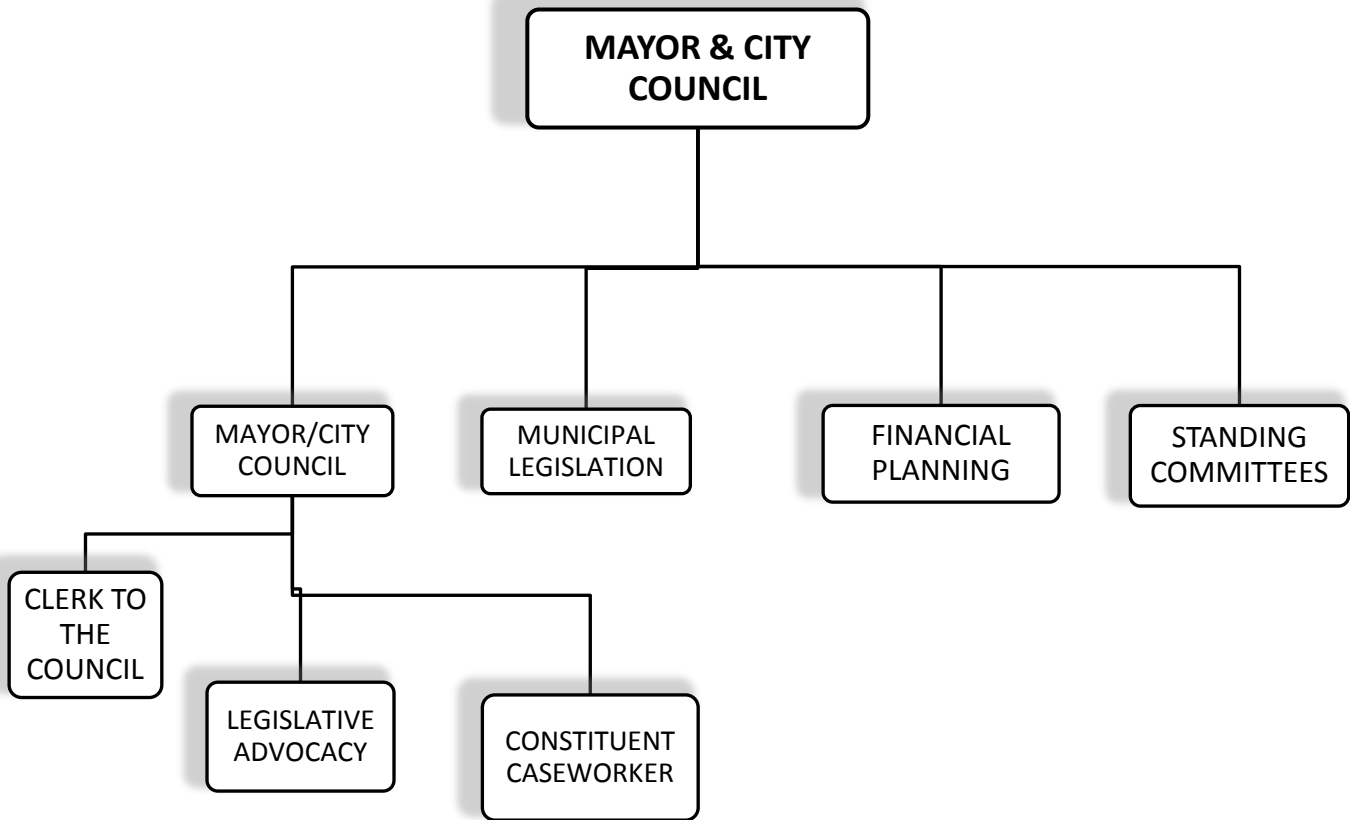 MAYOR & CITY
COUNCIL
MAYOR/CITY
COUNCIL
MUNICIPAL
LEGISLATION
FINANCIAL
PLANNING
STANDING
COMMITTEES
CLERK TO
THE
COUNCIL
LEGISLATIVE
ADVOCACY
CONSTITUENT
CASEWORKER